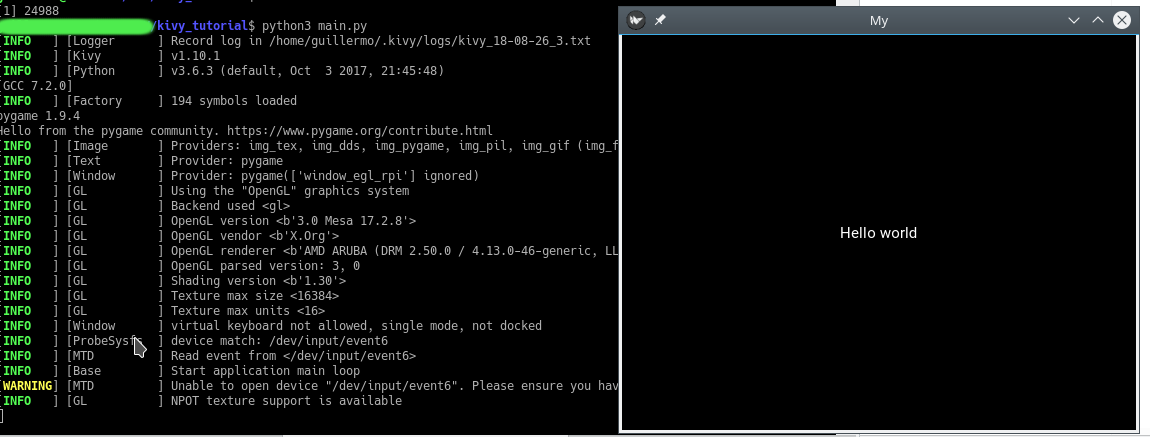 [1] 24988
/kivy_tutorial$ python3 main.py
[INFO   ] [Logger      ] Record log in /home/guillermo/.kivy/logs/kivy_18-08-26_3.txt
[INFO   ] [Kivy        ] v1.10.1
[INFO   ] [Python      ] v3.6.3 (default, Oct  3 2017, 21:45:48)
[GCC 7.2.0]
[INFO   ] [Factory     ] 194 symbols loaded
pygame 1.9.4
Hello from the pygame community. https://www.pygame.org/contribute.html
[INFO   ] [Image       ] Providers: img_tex, img_dds, img_pygame, img_pil, img_gif (img_f
[INFO   ] [Text        ] Provider: pygame
[INFO   ] [Window      ] Provider: pygame(['window_egl_rpi'] ignored)
[INFO   ] [GL          ] Using the "OpenGL" graphics system
[INFO   ] [GL          ] Backend used <gl>
[INFO   ] [GL          ] OpenGL version <b'3.0 Mesa 17.2.8'>
[INFO   ] [GL          ] OpenGL vendor <b'X.Org'>
[INFO   ] [GL          ] OpenGL renderer <b'AMD ARUBA (DRM 2.50.0 / 4.13.0-46-generic, LL
[INFO   ] [GL          ] OpenGL parsed version: 3, 0
[INFO   ] [GL          ] Shading version <b'1.30'>
[INFO   ] [GL          ] Texture max size <16384>
[INFO   ] [GL          ] Texture max units <16>
[INFO   ] [Window      ] virtual keyboard not allowed, single mode, not docked
[INFO   ] [ProbeSysfs  ] device match: /dev/input/event6
[INFO   ] [MTD         ] Read event from </dev/input/event6>
[INFO   ] [Base        ] Start application main loop
[WARNING] [MTD         ] Unable to open device "/dev/input/event6". Please ensure you hav
[INFO   ] [GL          ] NPOT texture support is available
My
Hello world